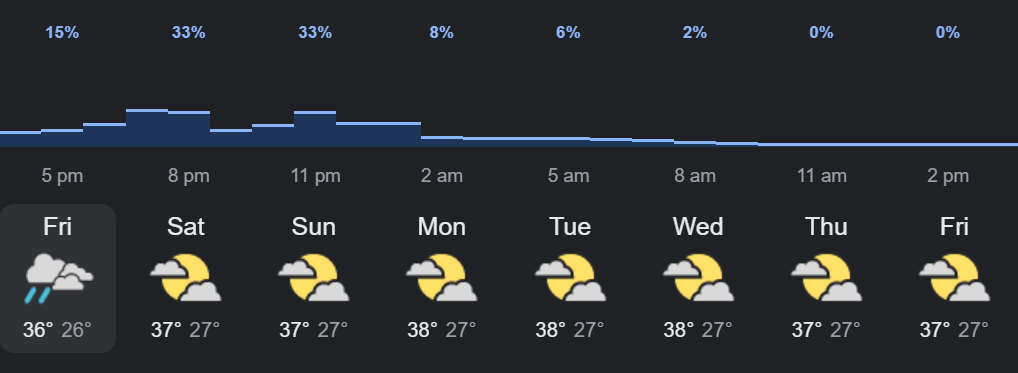 15% 33% 33% 8% 6% 2% 0% 0%
5 pm 8 pm 11 pm 2 am 5 am 8 am 11 am 2 pm
Fri Sat Sun Mon Tue Wed Thu Fri
36° 26° 37° 27° 37° 27° 38° 27° 38° 27° 38° 27° 37° 27° 37° 27°